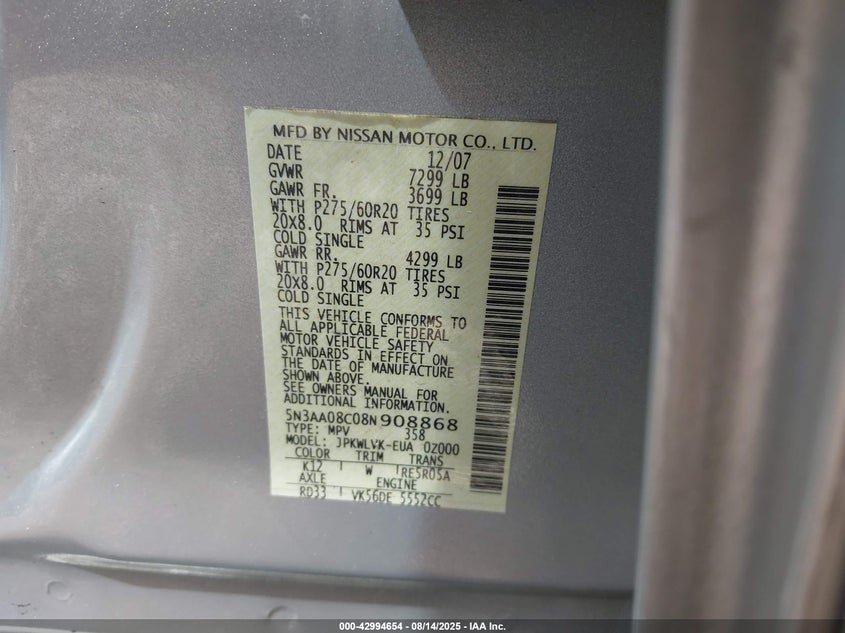 MFD BY NISSAN MOTOR CO., LTD.
DATE 12/07
GVWR 7299 LB
GAWR FR. 3699 LB
WITH P275/60R20 TIRES
20X8.0 RIMS AT 35 PSI
COLD SINGLE
GAWR RR. 4299 LB
WITH P275/60R20 TIRES
20X8.0 RIMS AT 35 PSI
COLD SINGLE
THIS VEHICLE CONFORMS TO
ALL APPLICABLE FEDERAL
MOTOR VEHICLE SAFETY
STANDARDS IN EFFECT ON
THE DATE OF MANUFACTURE
SHOWN ABOVE.
SEE OWNERS MANUAL FOR
ADDITIONAL INFORMATION.
5N3AA08C08N908868
TYPE: MPV 358
MODEL: JPKWLVK-EUA 0Z000
COLOR TRIM TRANS
K12 W RE5R05A
AXLE ENGINE
RD33 VK56DE 5552CC
000-42994654 - 08/14/2025 - IAA Inc.